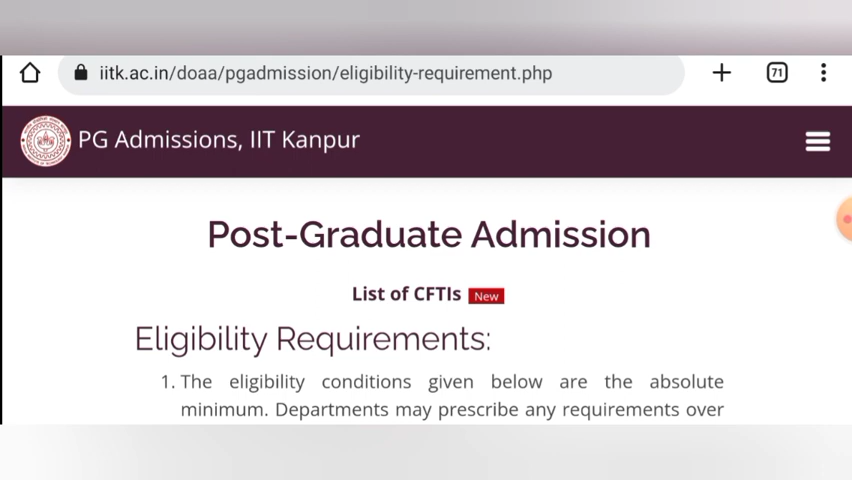 iitk.ac.in/doaa/pgadmission/eligibility-requirement.php
71
PG Admissions, IIT Kanpur
Post-Graduate Admission
List of CFTIs New
Eligibility Requirements:
1. The eligibility conditions given below are the absolute
minimum. Departments may prescribe any requirements over